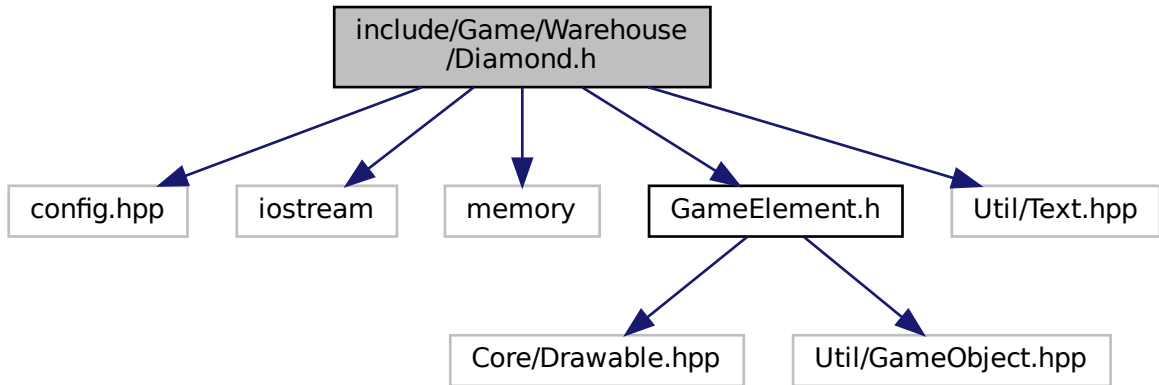 include/Game/Warehouse
/Diamond.h
config.hpp
iostream
memory
GameElement.h
Util/Text.hpp
Core/Drawable.hpp
Util/GameObject.hpp